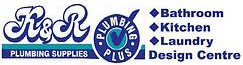 K&R
PLUMBING SUPPLIES
PLUMBING
PLUS
◆Bathroom
◆Kitchen
◆Laundry
Design Centre